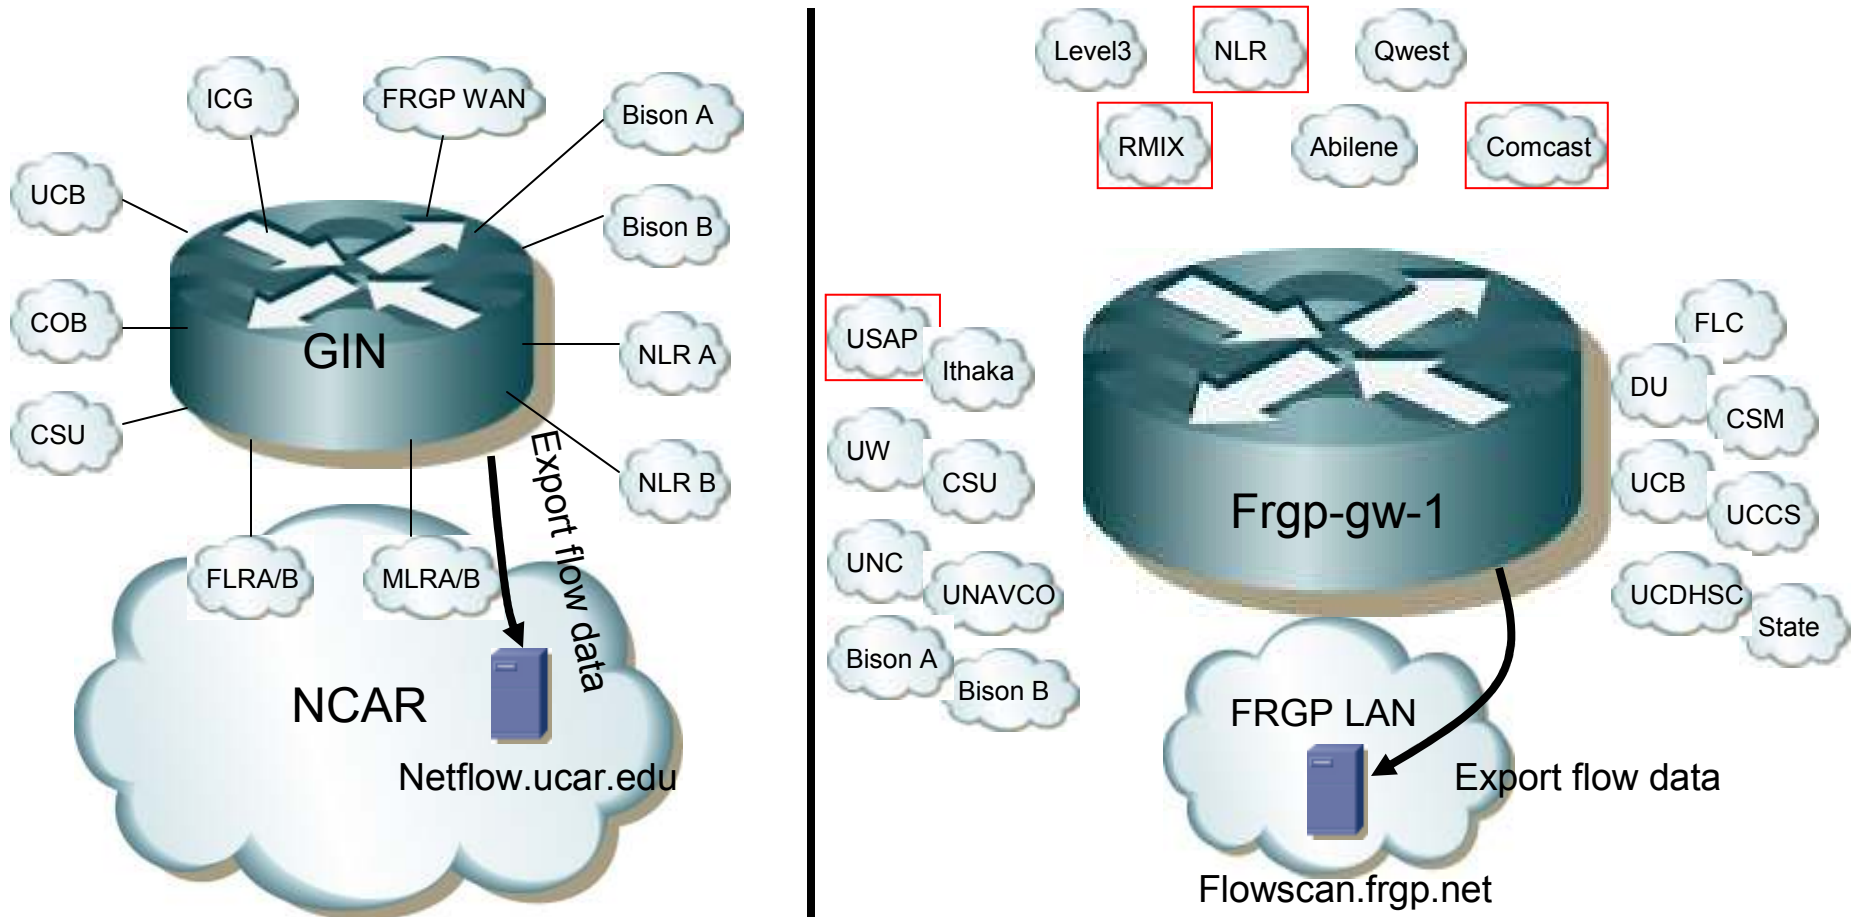 ICG
FRGP WAN
Bison A
UCB
Bison B
COB
GIN
NLR A
CSU
NLR B
Export flow data
FLRA/B
MLRA/B
NCAR
Netflow.ucar.edu
Level3
NLR
Qwest
RMIX
Abilene
Comcast
USAP
Ithaka
UW
CSU
UNC
UNAVCO
Bison A
Bison B
Frgp-gw-1
FLC
DU
CSM
UCB
UCCS
UCDHSC
State
FRGP LAN
Export flow data
Flowscan.frgp.net